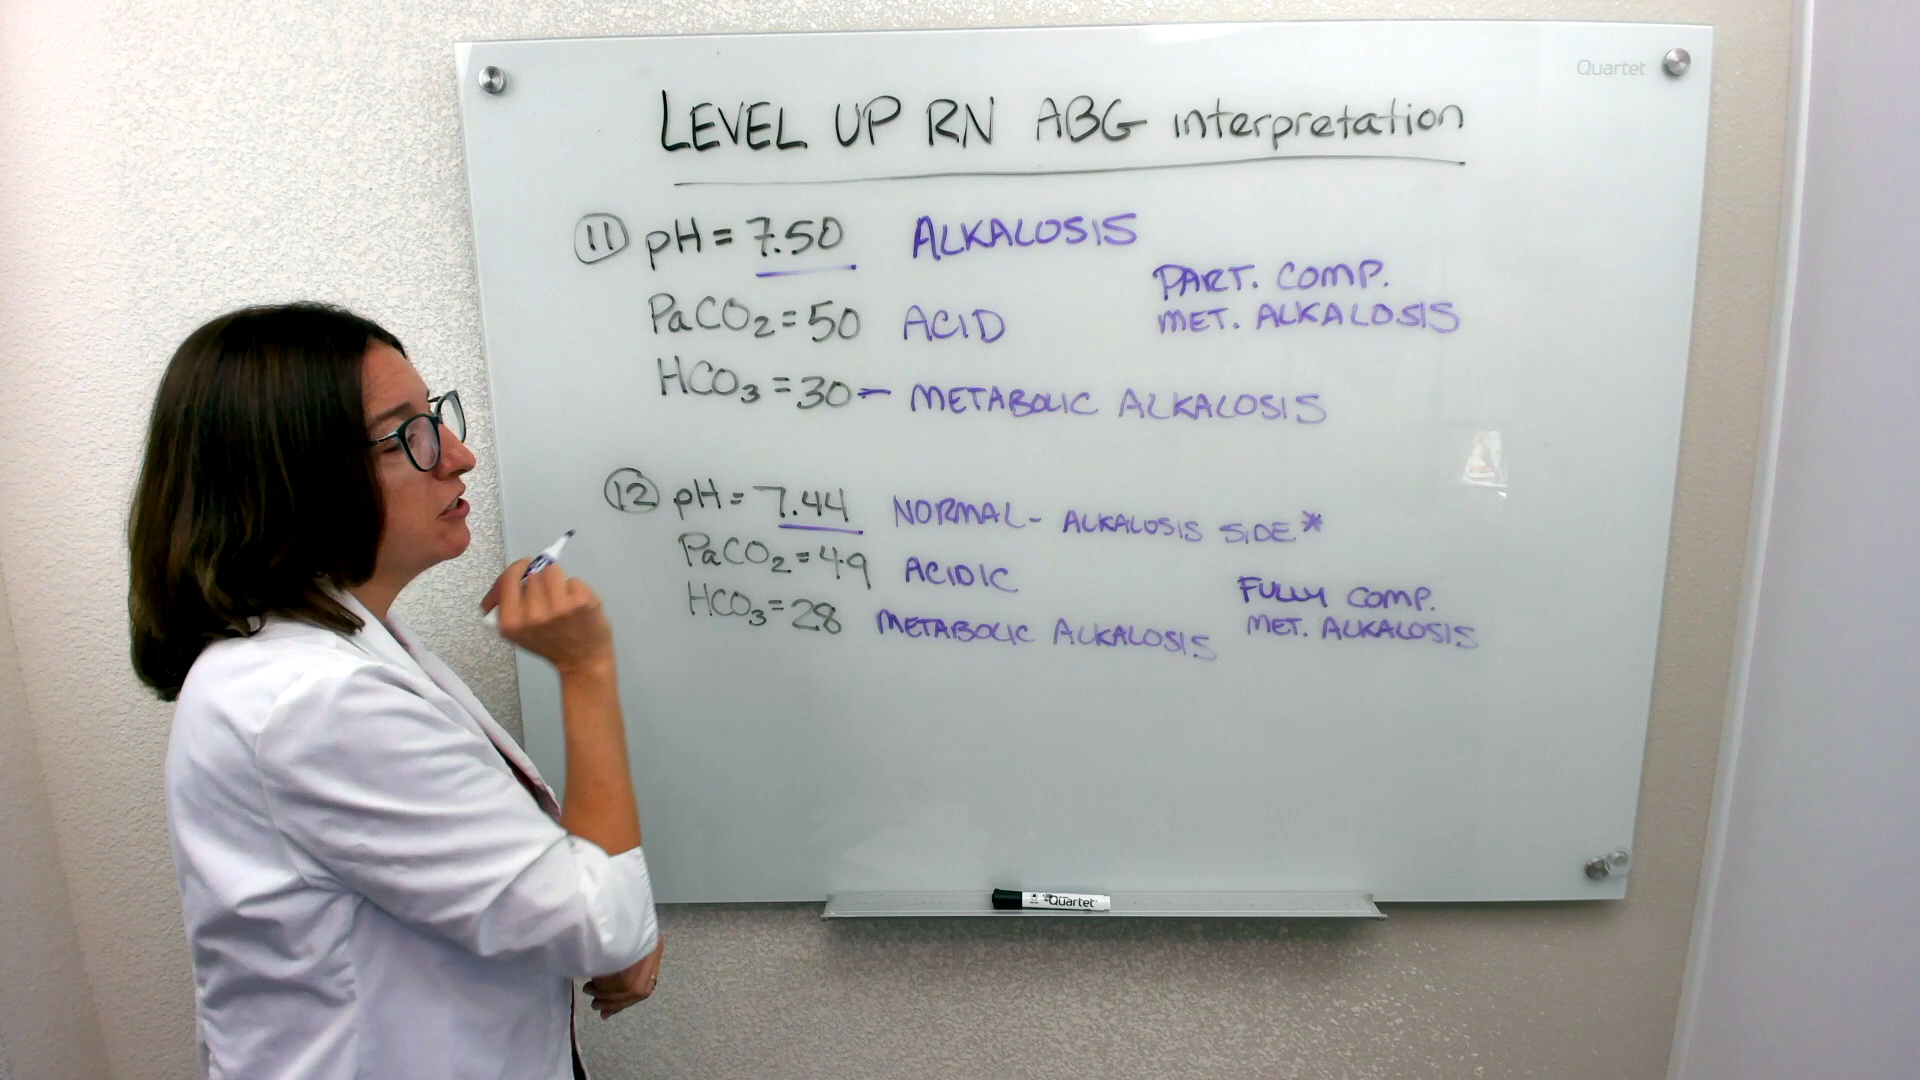 Quartet
LEVEL UP RN ABG interpretation
11 pH = 7.50 ALKALOSIS
PaCO₂ = 50 ACID
HCO₃ = 30 – METABOLIC ALKALOSIS
PART. COMP.
MET. ALKALOSIS
12 pH = 7.44 NORMAL - ALKALOSIS SIDE*
PaCO₂ = 49 ACIDIC
HCO₃ = 28 METABOLIC ALKALOSIS
FULLY COMP.
MET. ALKALOSIS
Quartet